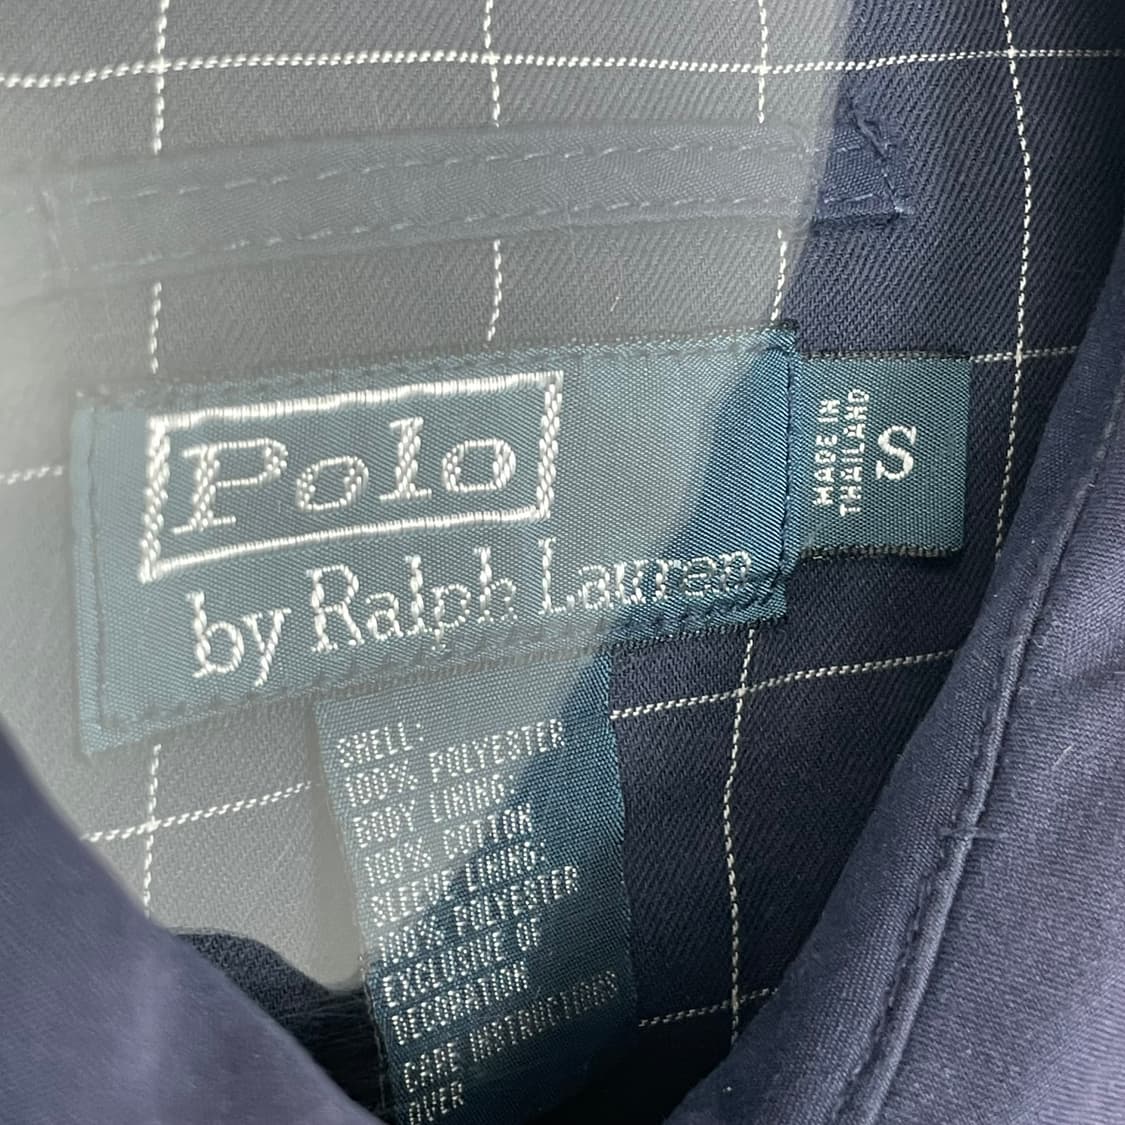 Polo
by Ralph Lauren
MADE IN
THAILAND
S
SHELL:
100% POLYESTER
BODY LINING
100% COTTON
SLEEVE LINING:
100% POLYESTER
EXCLUSIVE OF
DECORATION
CARE INSTRUCTIONS
OVER